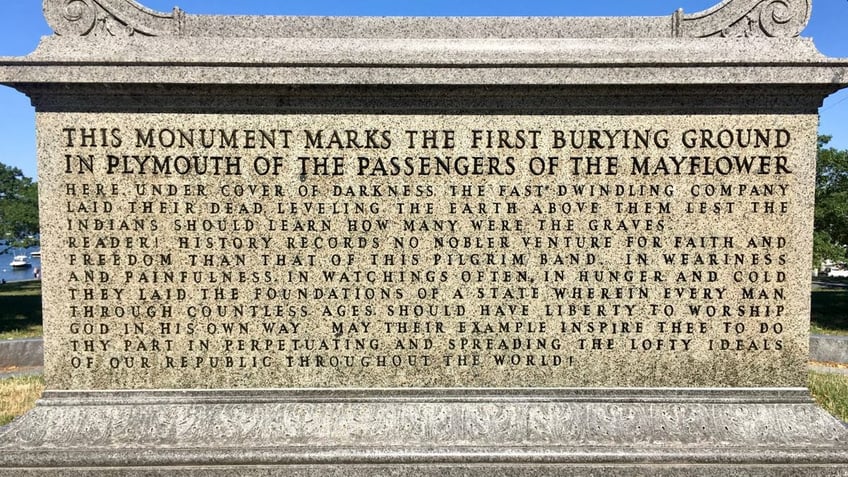 THIS MONUMENT MARKS THE FIRST BURYING GROUND
IN PLYMOUTH OF THE PASSENGERS OF THE MAYFLOWER
HERE, UNDER COVER OF DARKNESS, THE FAST DWINDLING COMPANY
LAID THEIR DEAD, LEVELING THE EARTH ABOVE THEM LEST THE
INDIANS SHOULD LEARN HOW MANY WERE THE GRAVES
READER! HISTORY RECORDS NO NOBLER VENTURE FOR FAITH AND
FREEDOM THAN THAT OF THIS PILGRIM BAND. IN WEARINESS
AND PAINFULNESS, IN WATCHINGS OFTEN, IN HUNGER AND COLD
THEY LAID THE FOUNDATIONS OF A STATE WHEREIN EVERY MAN,
THROUGH COUNTLESS AGES, SHOULD HAVE LIBERTY TO WORSHIP
GOD IN HIS OWN WAY. MAY THEIR EXAMPLE INSPIRE THEE TO DO
THY PART IN PERPETUATING AND SPREADING THE LOFTY IDEALS
OF OUR REPUBLIC THROUGHOUT THE WORLD!